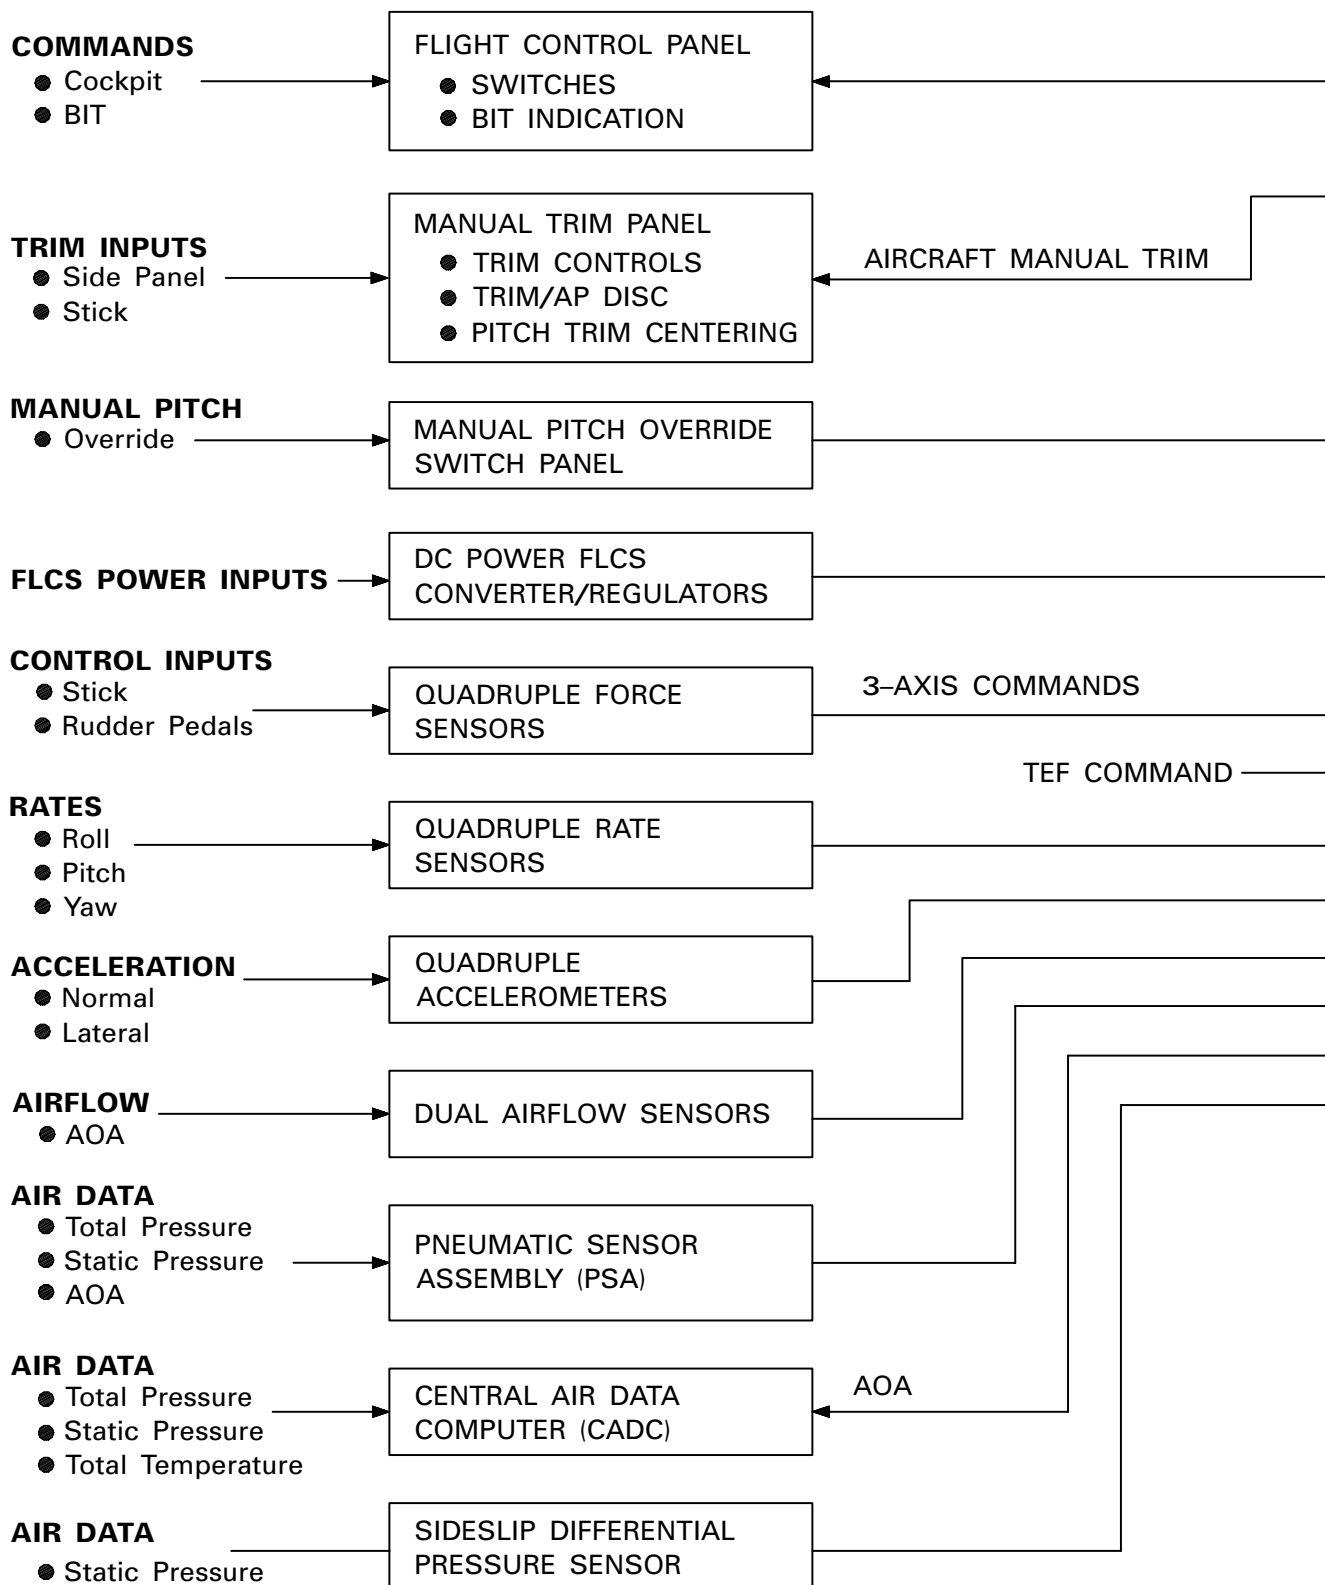 COMMANDS
● Cockpit
● BIT
FLIGHT CONTROL PANEL
● SWITCHES
● BIT INDICATION
TRIM INPUTS
● Side Panel
● Stick
MANUAL TRIM PANEL
● TRIM CONTROLS
● TRIM/AP DISC
● PITCH TRIM CENTERING
AIRCRAFT MANUAL TRIM
MANUAL PITCH
● Override
MANUAL PITCH OVERRIDE
SWITCH PANEL
FLCS POWER INPUTS
DC POWER FLCS
CONVERTER/REGULATORS
CONTROL INPUTS
● Stick
● Rudder Pedals
QUADRUPLE FORCE
SENSORS
3–AXIS COMMANDS
TEF COMMAND
RATES
● Roll
● Pitch
● Yaw
QUADRUPLE RATE
SENSORS
ACCELERATION
● Normal
● Lateral
QUADRUPLE
ACCELEROMETERS
AIRFLOW
● AOA
DUAL AIRFLOW SENSORS
AIR DATA
● Total Pressure
● Static Pressure
● AOA
PNEUMATIC SENSOR
ASSEMBLY (PSA)
AIR DATA
● Total Pressure
● Static Pressure
● Total Temperature
CENTRAL AIR DATA
COMPUTER (CADC)
AOA
AIR DATA
● Static Pressure
SIDESLIP DIFFERENTIAL
PRESSURE SENSOR